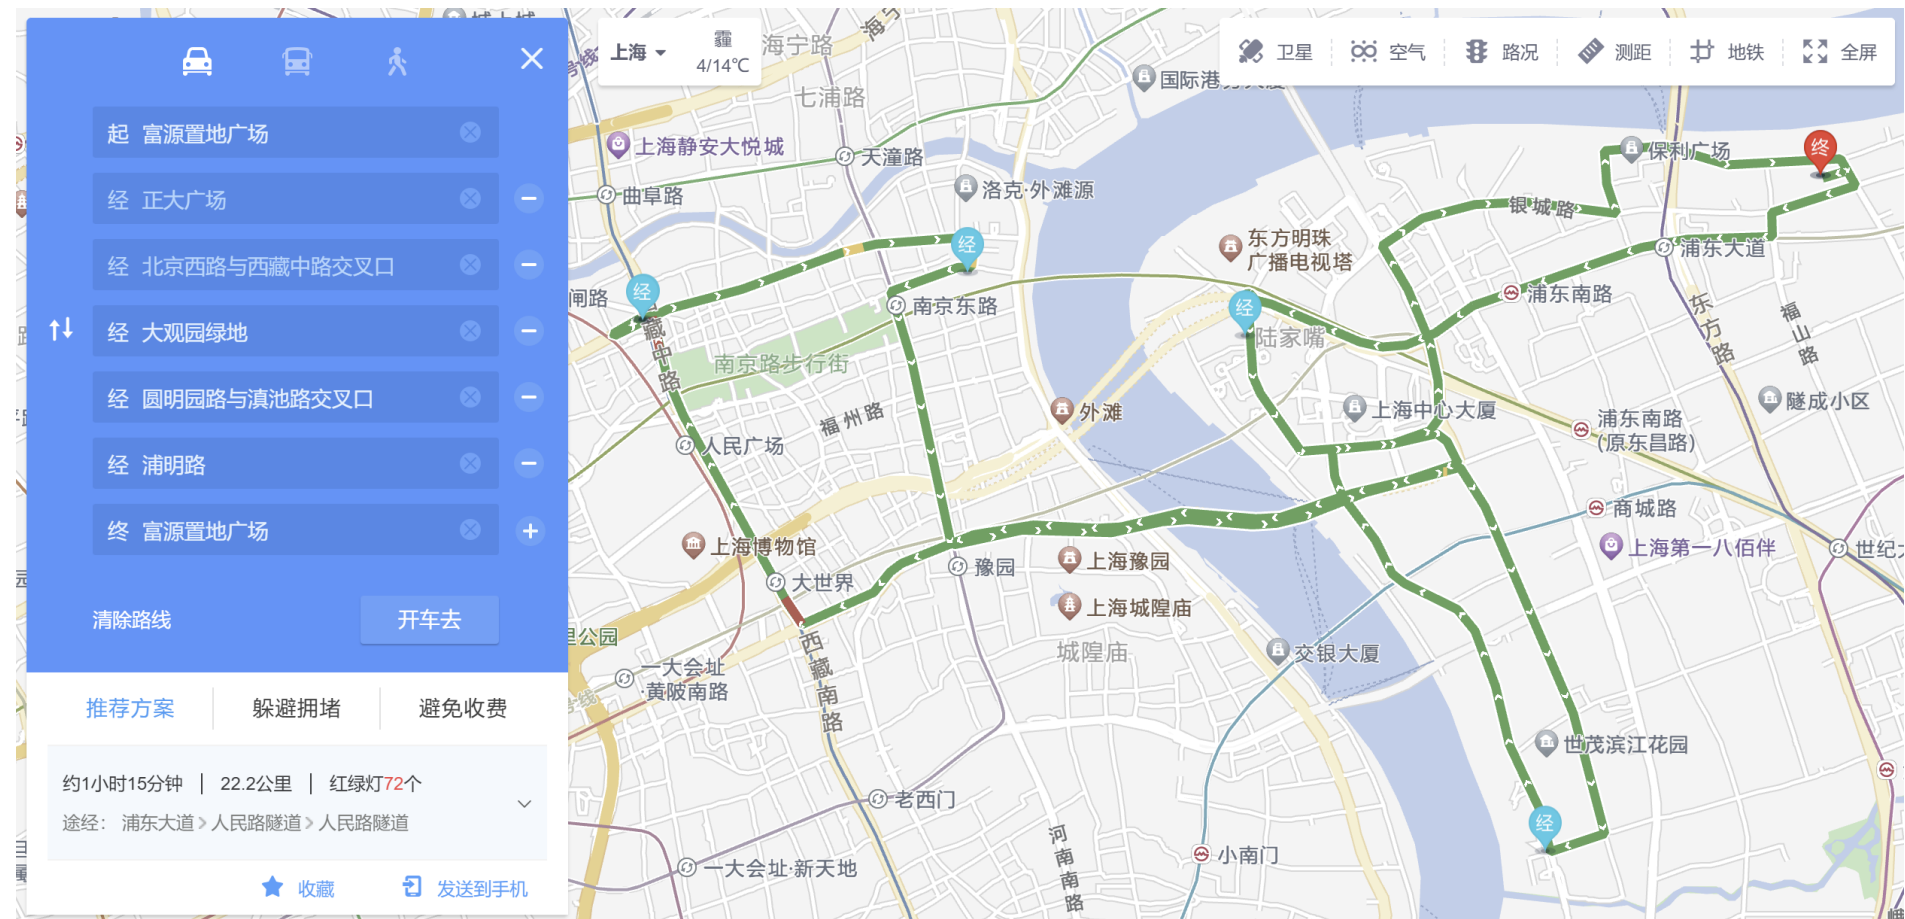 起 富源置地广场
经 正大广场
经 北京西路与西藏中路交叉口
经 大观园绿地
经 圆明园路与滇池路交叉口
经 浦明路
终 富源置地广场
清除路线
开车去
推荐方案
躲避拥堵
避免收费
约1小时15分钟 | 22.2公里 | 红绿灯72个
途经： 浦东大道 > 人民路隧道 > 人民路隧道
收藏
发送到手机
上海
霾
4/14℃
卫星
空气
路况
测距
地铁
全屏
海宁路
七浦路
上海静安大悦城
天潼路
曲阜路
洛克·外滩源
国际港
经
经
经
经
终
闸路
西藏中路
南京东路
南京路步行街
福州路
人民广场
外滩
东方明珠
广播电视塔
陆家嘴
上海中心大厦
银城路
保利广场
浦东大道
浦东南路
东方路
福山路
隧成小区
浦东南路
(原东昌路)
商城路
上海第一八佰伴
上海博物馆
大世界
豫园
上海豫园
上海城隍庙
城隍庙
交银大厦
西藏南路
一大会址
·黄陂南路
里公园
号线
老西门
一大会址·新天地
河南南路
小南门
世茂滨江花园